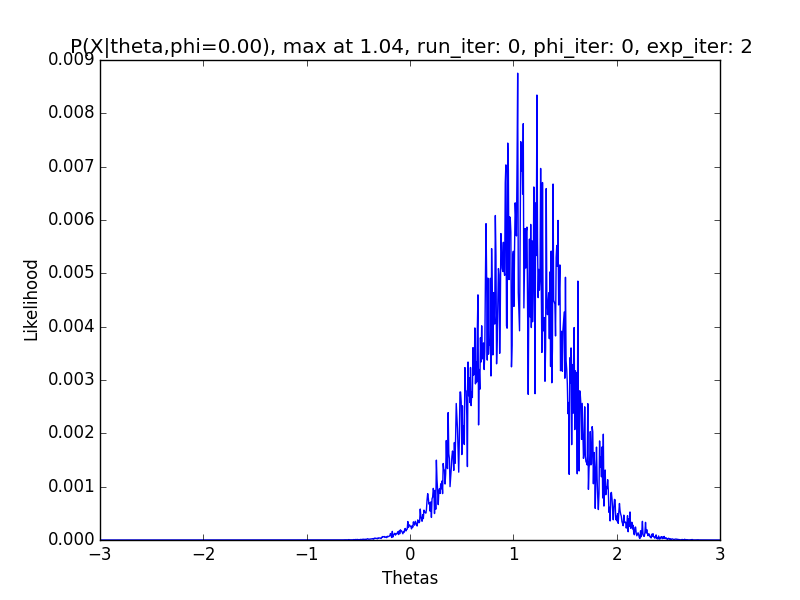 P(X|theta,phi=0.00), max at 1.04, run_iter: 0, phi_iter: 0, exp_iter: 2
0.009
0.008
0.007
0.006
0.005
0.004
0.003
0.002
0.001
0.000
Likelihood
−3 −2 −1 0 1 2 3
Thetas